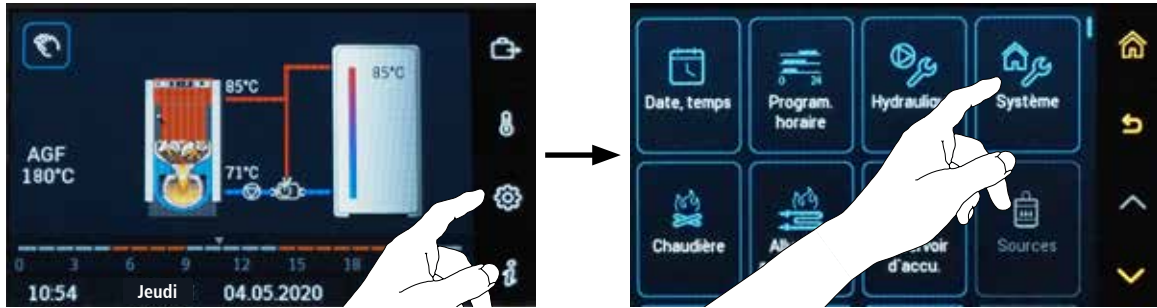 85°C
85°C
AGF
180°C
71°C
0 3 6 9 12 15 18
10:54 Jeudi 04.05.2020
Date, temps
Program.
horaire
0 24
Système
Chaudière
d'accu.
Sources